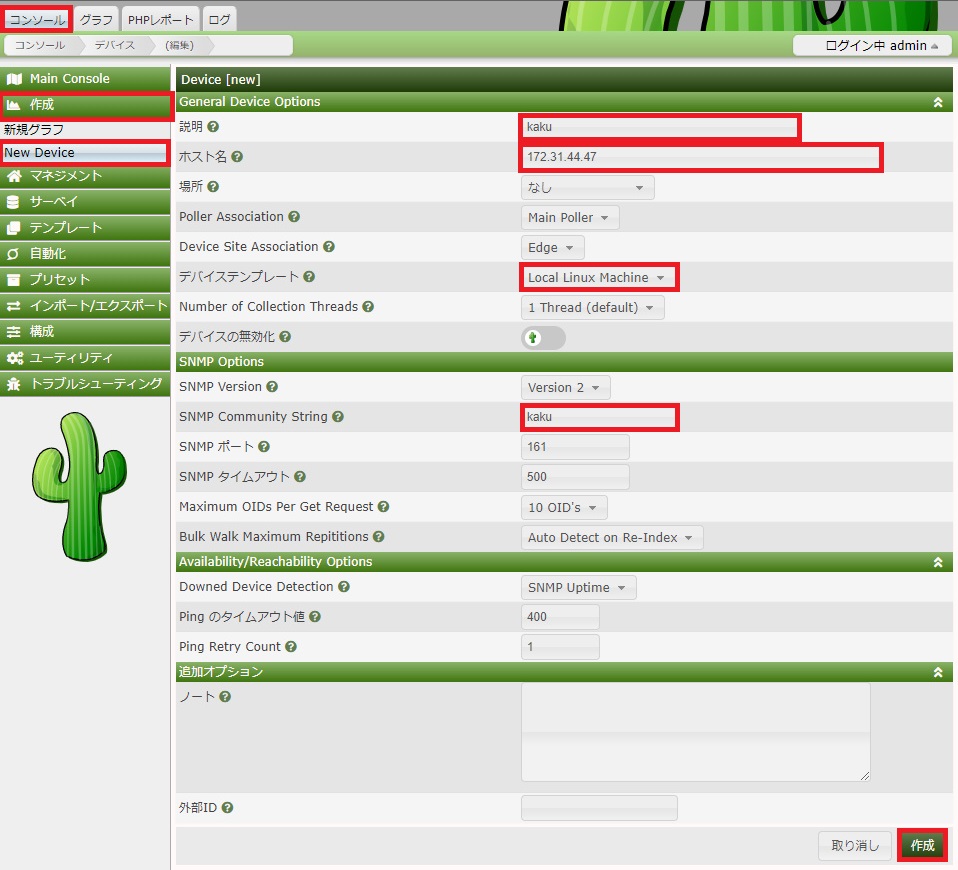 コンソール グラフ PHPレポート ログ
コンソール デバイス (編集) ログイン中 admin
Main Console
作成
新規グラフ
New Device
マネジメント
サーベイ
テンプレート
自動化
プリセット
インポート/エクスポート
構成
ユーティリティ
トラブルシューティング
Device [new]
General Device Options
説明 kaku
ホスト名 172.31.44.47
場所 なし
Poller Association Main Poller
Device Site Association Edge
デバイステンプレート Local Linux Machine
Number of Collection Threads 1 Thread (default)
デバイスの無効化
SNMP Options
SNMP Version Version 2
SNMP Community String kaku
SNMP ポート 161
SNMP タイムアウト 500
Maximum OIDs Per Get Request 10 OID's
Bulk Walk Maximum Repititions Auto Detect on Re-Index
Availability/Reachability Options
Downed Device Detection SNMP Uptime
Ping のタイムアウト値 400
Ping Retry Count 1
追加オプション
ノート
外部ID
取り消し 作成